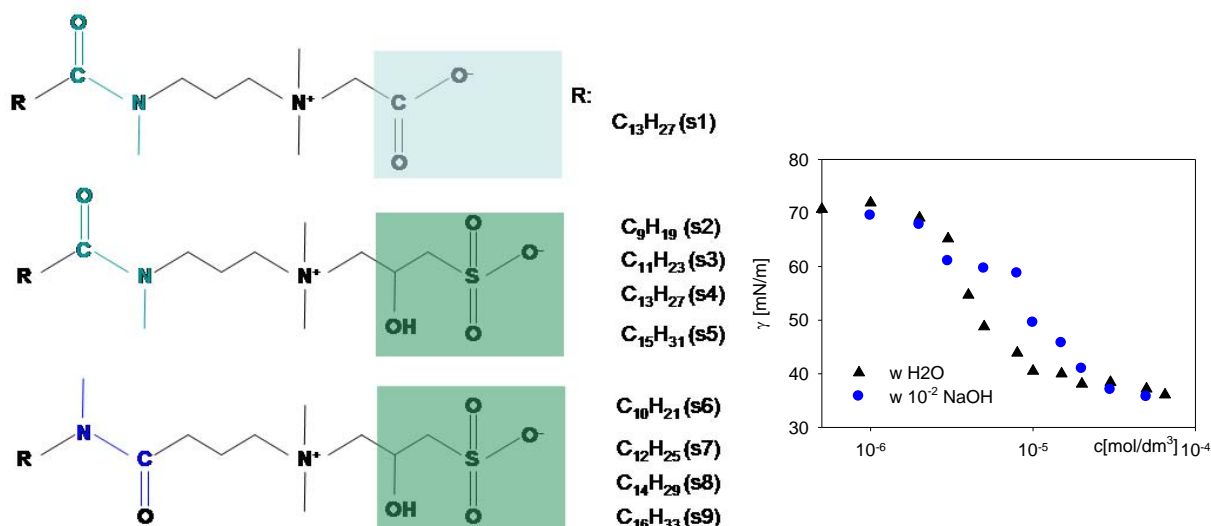 O
C
R
N
N⁺
C
O⁻
O
R:
C₁₃H₂₇ (s1)
O
C
R
N
N⁺
OH
O
S
O⁻
O
C₉H₁₉ (s2)
C₁₁H₂₃ (s3)
C₁₃H₂₇ (s4)
C₁₅H₃₁ (s5)
R
N
C
O
N⁺
OH
O
S
O⁻
O
C₁₀H₂₁ (s6)
C₁₂H₂₅ (s7)
C₁₄H₂₉ (s8)
C₁₆H₃₃ (s9)
γ [mN/m]
80
70
60
50
40
30
w H2O
w 10⁻² NaOH
10⁻⁶
10⁻⁵
c[mol/dm³]
10⁻⁴